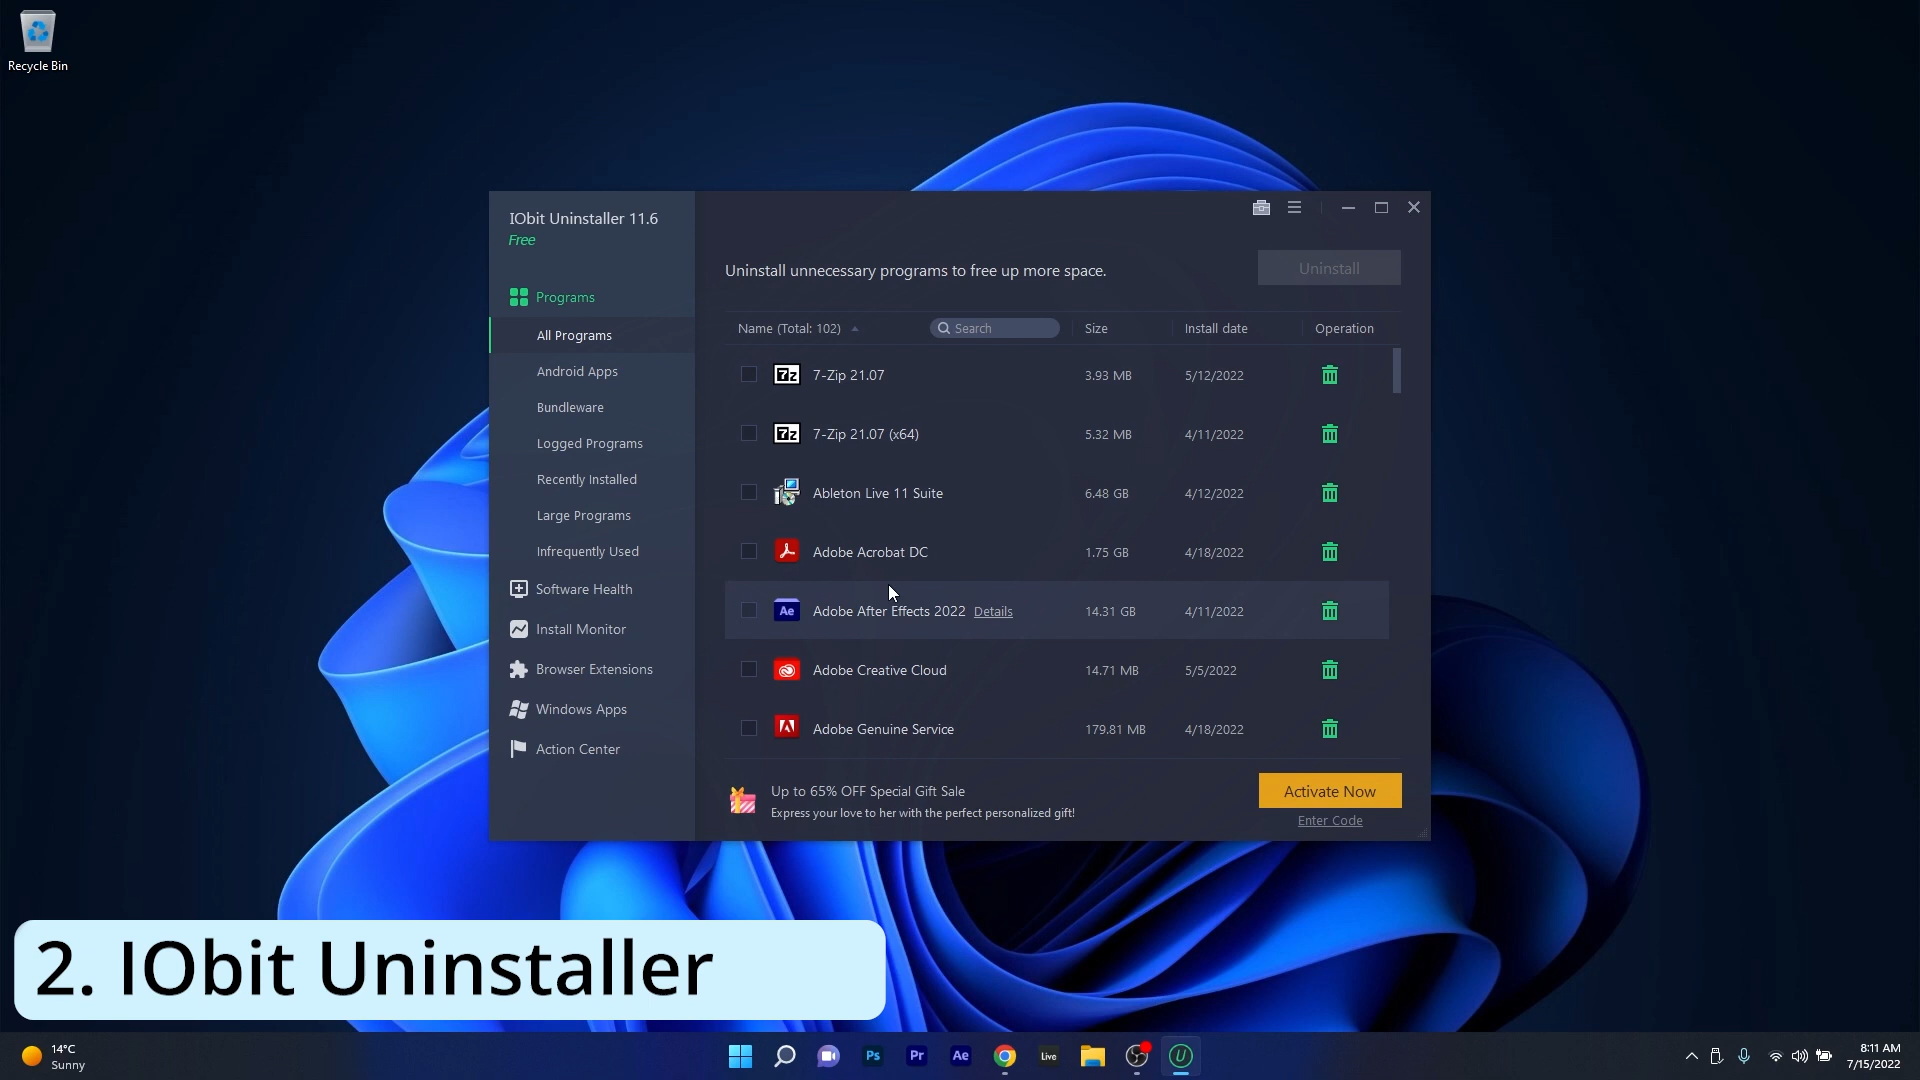 Recycle Bin
IObit Uninstaller 11.6
Free
Programs
All Programs
Android Apps
Bundleware
Logged Programs
Recently Installed
Large Programs
Infrequently Used
Software Health
Install Monitor
Browser Extensions
Windows Apps
Action Center
Uninstall unnecessary programs to free up more space.
Uninstall
Name (Total: 102) Search Size Install date Operation
7z 7-Zip 21.07 3.93 MB 5/12/2022
7z 7-Zip 21.07 (x64) 5.32 MB 4/11/2022
Ableton Live 11 Suite 6.48 GB 4/12/2022
Adobe Acrobat DC 1.75 GB 4/18/2022
Ae Adobe After Effects 2022 Details 14.31 GB 4/11/2022
Adobe Creative Cloud 14.71 MB 5/5/2022
Adobe Genuine Service 179.81 MB 4/18/2022
Up to 65% OFF Special Gift Sale
Express your love to her with the perfect personalized gift!
Activate Now
Enter Code
2. IObit Uninstaller
14°C
Sunny
Ps Pr Ae Live U
8:11 AM
7/15/2022